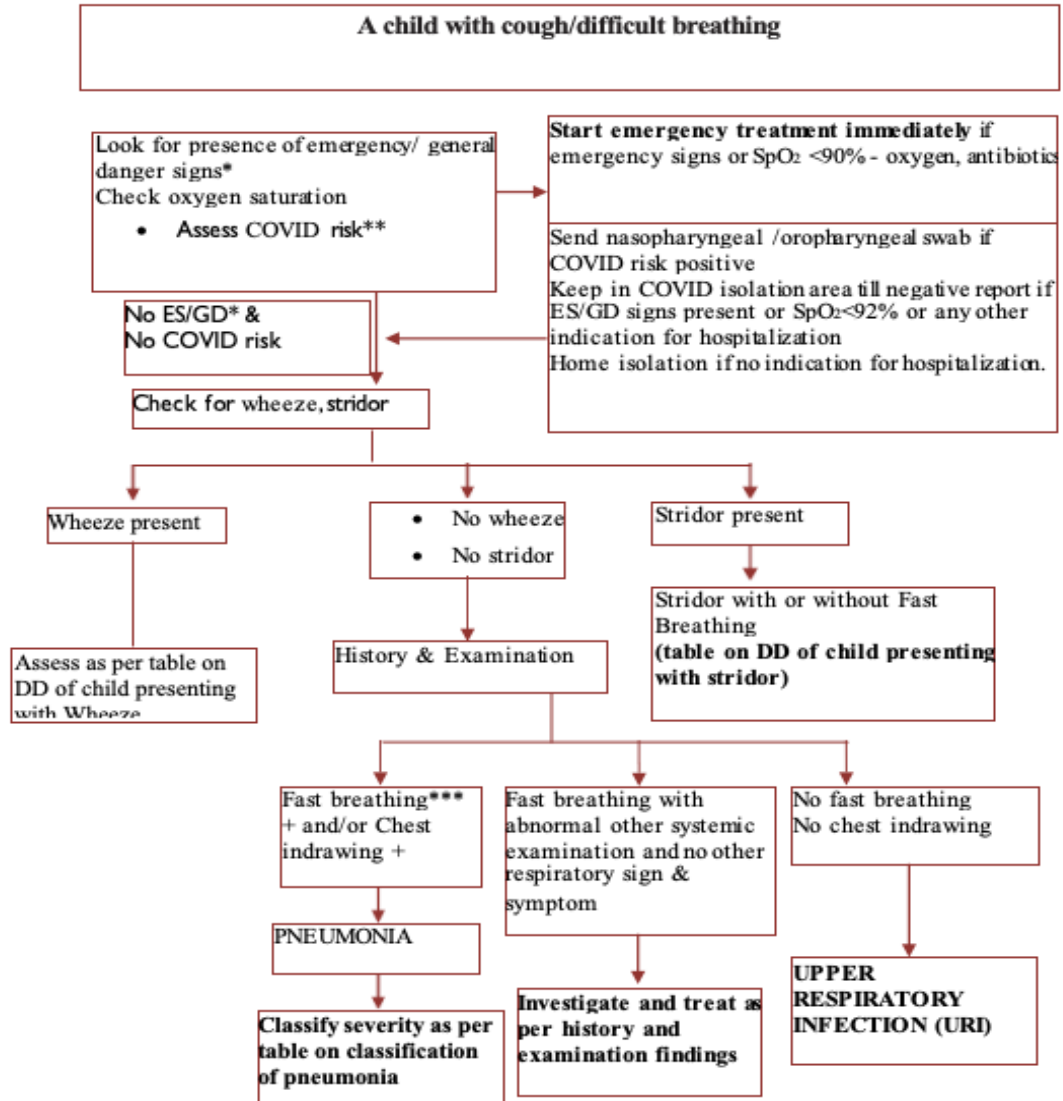 A child with cough/difficult breathing
Look for presence of emergency/ general
danger signs*
Check oxygen saturation
• Assess COVID risk**
Start emergency treatment immediately if
emergency signs or SpO₂ <90% - oxygen, antibiotics
Send nasopharyngeal /oropharyngeal swab if
COVID risk positive
Keep in COVID isolation area till negative report if
ES/GD signs present or SpO₂<92% or any other
indication for hospitalization
Home isolation if no indication for hospitalization.
No ES/GD* &
No COVID risk
Check for wheeze, stridor
Wheeze present
• No wheeze
• No stridor
Stridor present
Assess as per table on
DD of child presenting
with Wheeze
History & Examination
Stridor with or without Fast
Breathing
(table on DD of child presenting
with stridor)
Fast breathing***
+ and/or Chest
indrawing +
Fast breathing with
abnormal other systemic
examination and no other
respiratory sign &
symptom
No fast breathing
No chest indrawing
PNEUMONIA
Classify severity as per
table on classification
of pneumonia
Investigate and treat as
per history and
examination findings
UPPER
RESPIRATORY
INFECTION (URI)